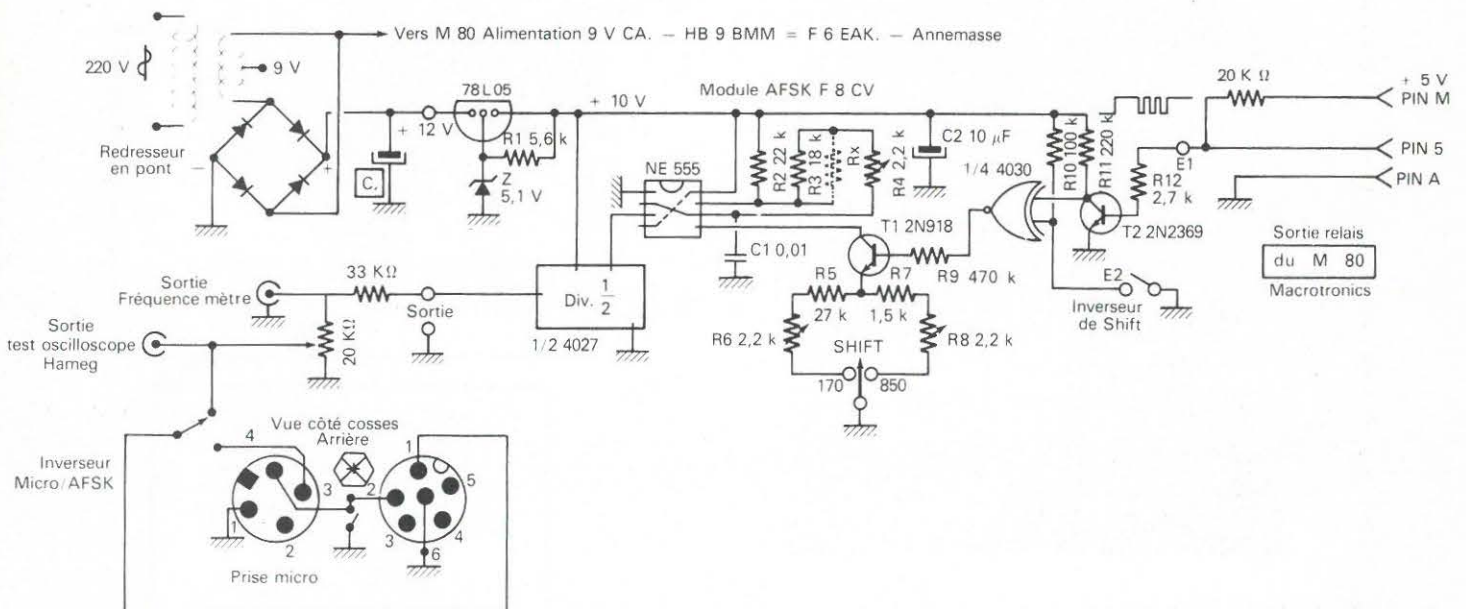 Vers M 80 Alimentation 9 V CA. — HB 9 BMM = F 6 EAK. — Annemasse
220 V
9 V
Redresseur
en pont
−
+
C.
+ 12 V
78 L 05
R1 5,6 k
Z
5,1 V
+ 10 V
Module AFSK F 8 CV
NE 555
R2 22 k
R3 18 k
Rx
R4 2,2 k
C2 10 µF
1/4 4030
R10 100 k
R11 220 k
20 K Ω
+ 5 V
PIN M
E1
PIN 5
R12
2,7 k
PIN A
T1 2N918
T2 2N2369
C1 0,01
R9 470 k
Sortie relais
du M 80
Macrotronics
E2
Inverseur
de Shift
R5
27 k
R7
1,5 k
R6 2,2 k
R8 2,2 k
SHIFT
170
850
Div. 1/2
1/2 4027
33 KΩ
Sortie
Sortie
Fréquence mètre
20 KΩ
Sortie
test oscilloscope
Hameg
Inverseur
Micro/AFSK
Vue côté cosses
Arrière
4
3
1
2
1
2
5
3
4
6
Prise micro